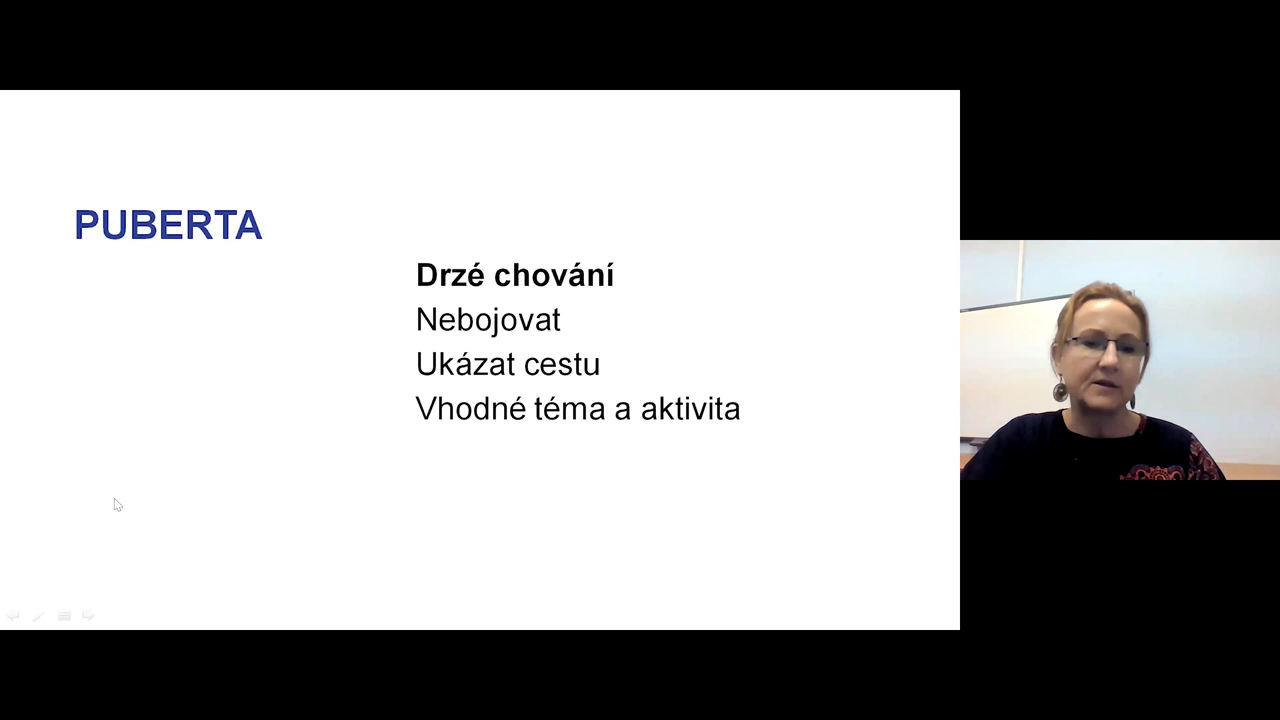 PUBERTA
Drzé chování
Nebojovat
Ukázat cestu
Vhodné téma a aktivita